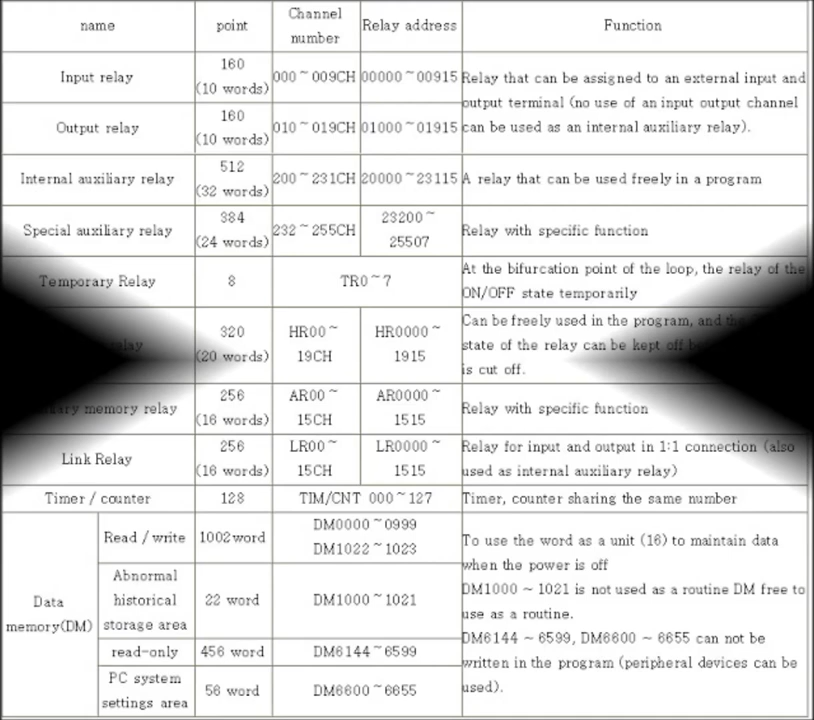 name point Channel number Relay address Function
Input relay 160 (10 words) 000~009CH 00000~00915 Relay that can be assigned to an external input and
output terminal (no use of an input output channel
can be used as an internal auxiliary relay).
Output relay 160 (10 words) 010~019CH 01000~01915
Internal auxiliary relay 512 (32 words) 200~231CH 20000~23115 A relay that can be used freely in a program
Special auxiliary relay 384 (24 words) 232~255CH 23200~ 25507 Relay with specific function
Temporary Relay 8 TR0~7 At the bifurcation point of the loop, the relay of the
ON/OFF state temporarily
relay 320 (20 words) HR00~ 19CH HR0000~ 1915 Can be freely used in the program, and the
state of the relay can be kept off
is cut off.
memory relay 256 (16 words) AR00~ 15CH AR0000~ 1515 Relay with specific function
Link Relay 256 (16 words) LR00~ 15CH LR0000~ 1515 Relay for input and output in 1:1 connection (also
used as internal auxiliary relay)
Timer / counter 128 TIM/CNT 000~127 Timer, counter sharing the same number
Data memory(DM)
Read / write 1002word DM0000~0999
DM1022~1023
Abnormal historical storage area 22 word DM1000~1021
read-only 456 word DM6144~6599
PC system settings area 56 word DM6600~6655
To use the word as a unit (16) to maintain data
when the power is off
DM1000 ~ 1021 is not used as a routine DM free to
use as a routine.
DM6144 ~ 6599, DM6600 ~ 6655 can not be
written in the program (peripheral devices can be
used).